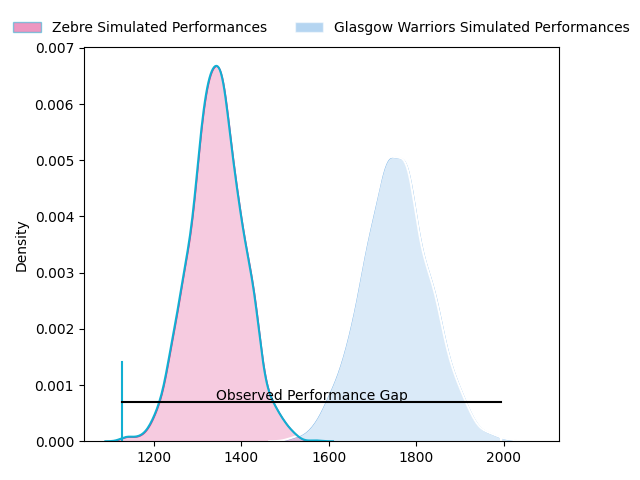 Zebre Simulated Performances Glasgow Warriors Simulated Performances
0.007
0.006
0.005
0.004
0.003
0.002
0.001
0.000
Density
Observed Performance Gap
1200 1400 1600 1800 2000